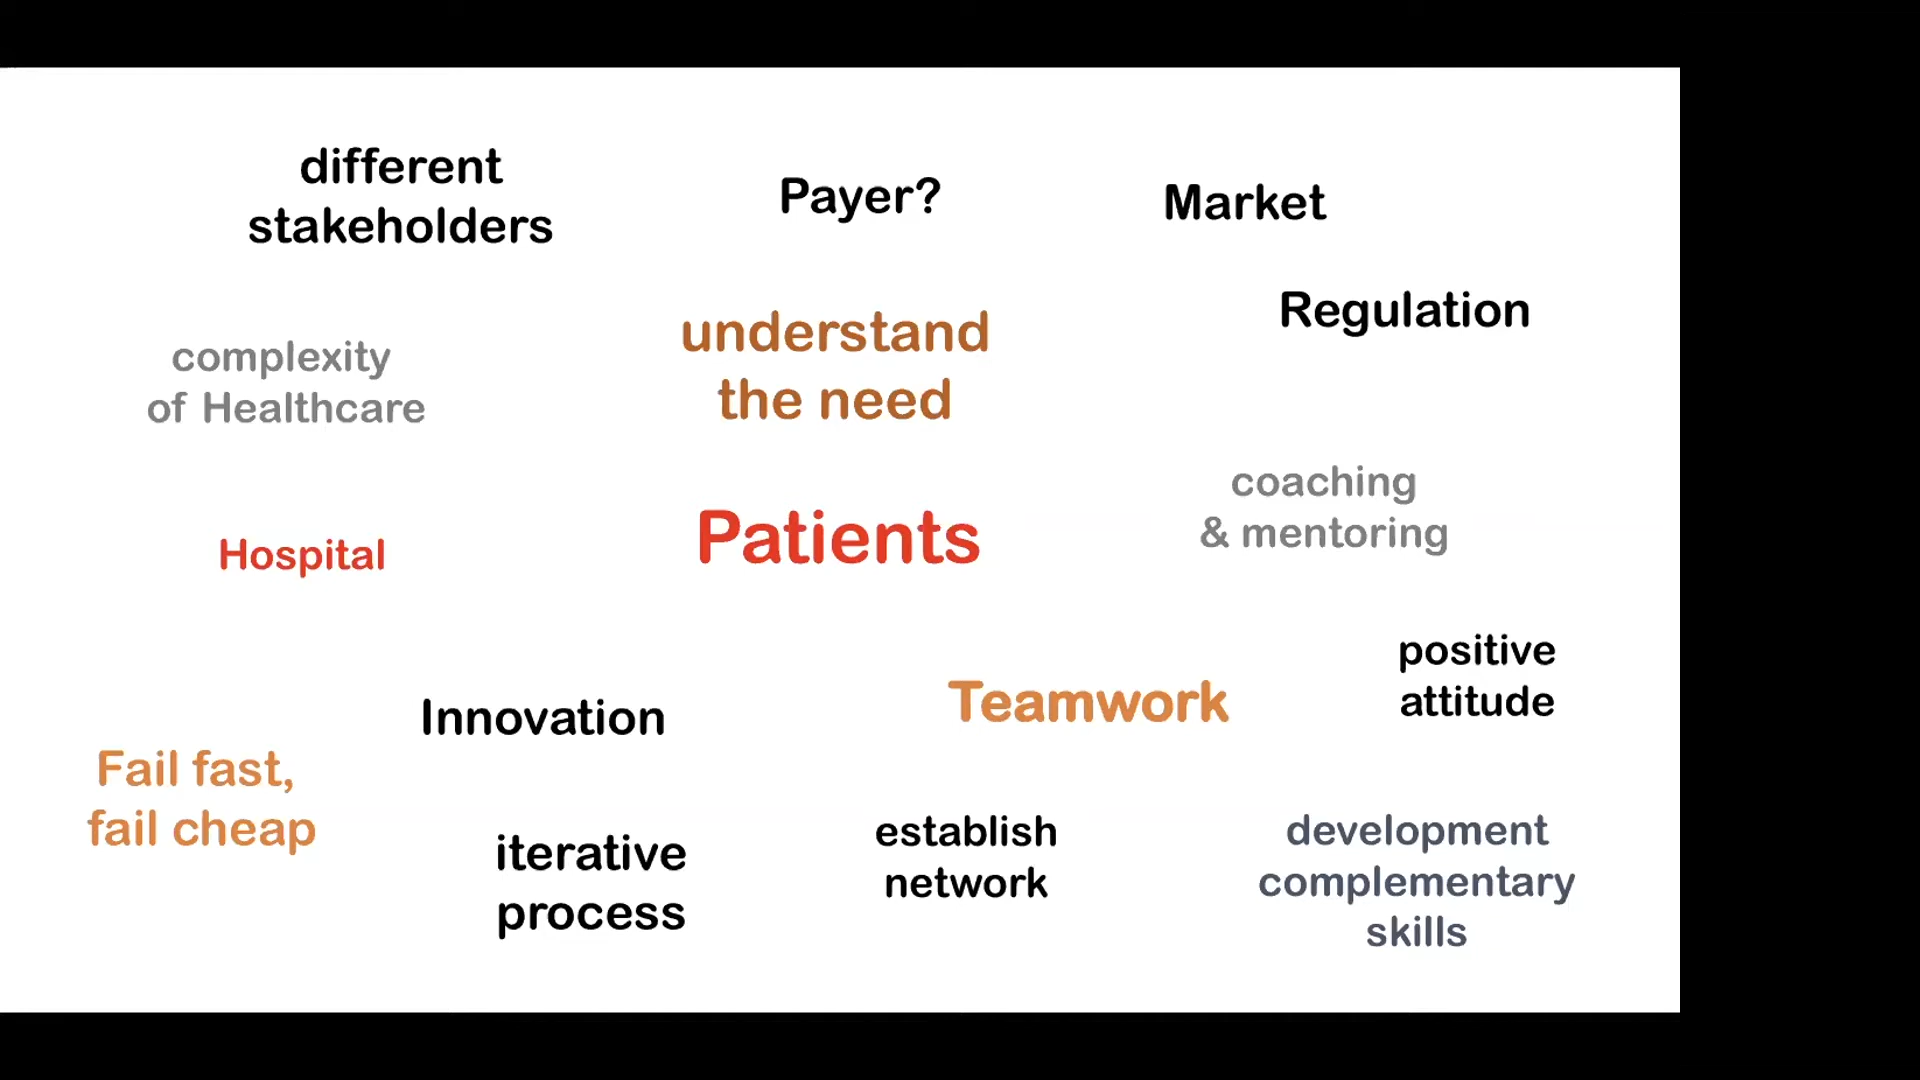 different
stakeholders
Payer?
Market
Regulation
understand
the need
complexity
of Healthcare
coaching
& mentoring
Hospital
Patients
positive
attitude
Teamwork
Innovation
Fail fast,
fail cheap
iterative
process
establish
network
development
complementary
skills